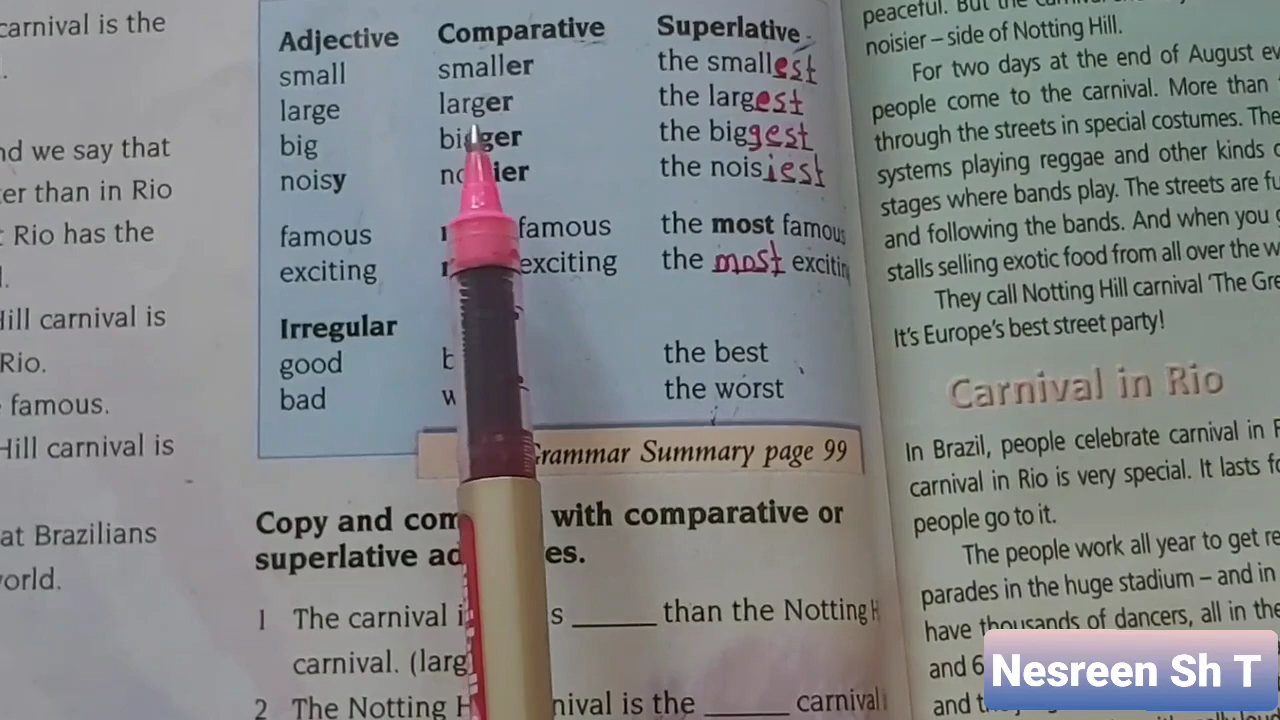 carnival is the
nd we say that
ter than in Rio
t Rio has the
Hill carnival is
Rio.
famous.
Hill carnival is
at Brazilians
vorld.
Adjective Comparative Superlative
small smaller the smallest
large larger the largest
big bigger the biggest
noisy the noisiest
famous famous the most famous
exciting exciting the most exciting
Irregular
good the best
bad the worst
Grammar Summary page 99
Copy and com with comparative or
superlative ad es.
1 The carnival i s ______ than the Notting H
carnival. (larg
2 The Notting H nival is the ______ carnival
peaceful. But the
noisier – side of Notting Hill.
For two days at the end of August ev
people come to the carnival. More than
through the streets in special costumes. The
systems playing reggae and other kinds o
stages where bands play. The streets are fu
and following the bands. And when you g
stalls selling exotic food from all over the w
They call Notting Hill carnival 'The Gre
It's Europe's best street party!
Carnival in Rio
In Brazil, people celebrate carnival in F
carnival in Rio is very special. It lasts fo
people go to it.
The people work all year to get re
parades in the huge stadium – and in
have thousands of dancers, all in the
and 6
and
Nesreen Sh T